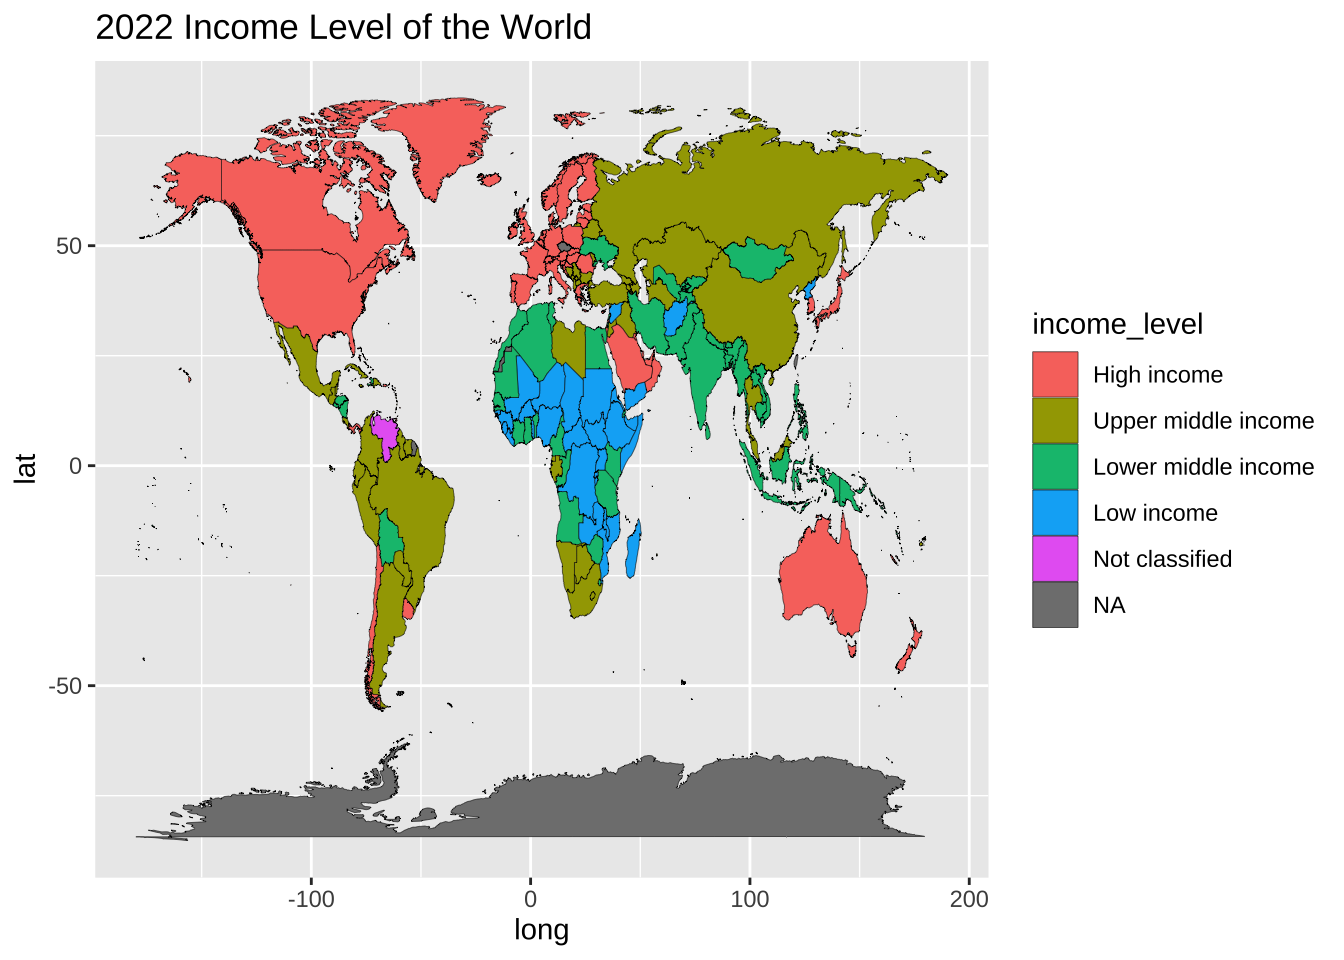 2022 Income Level of the World
50
0
-50
lat
-100
0
100
200
long
income_level
High income
Upper middle income
Lower middle income
Low income
Not classified
NA